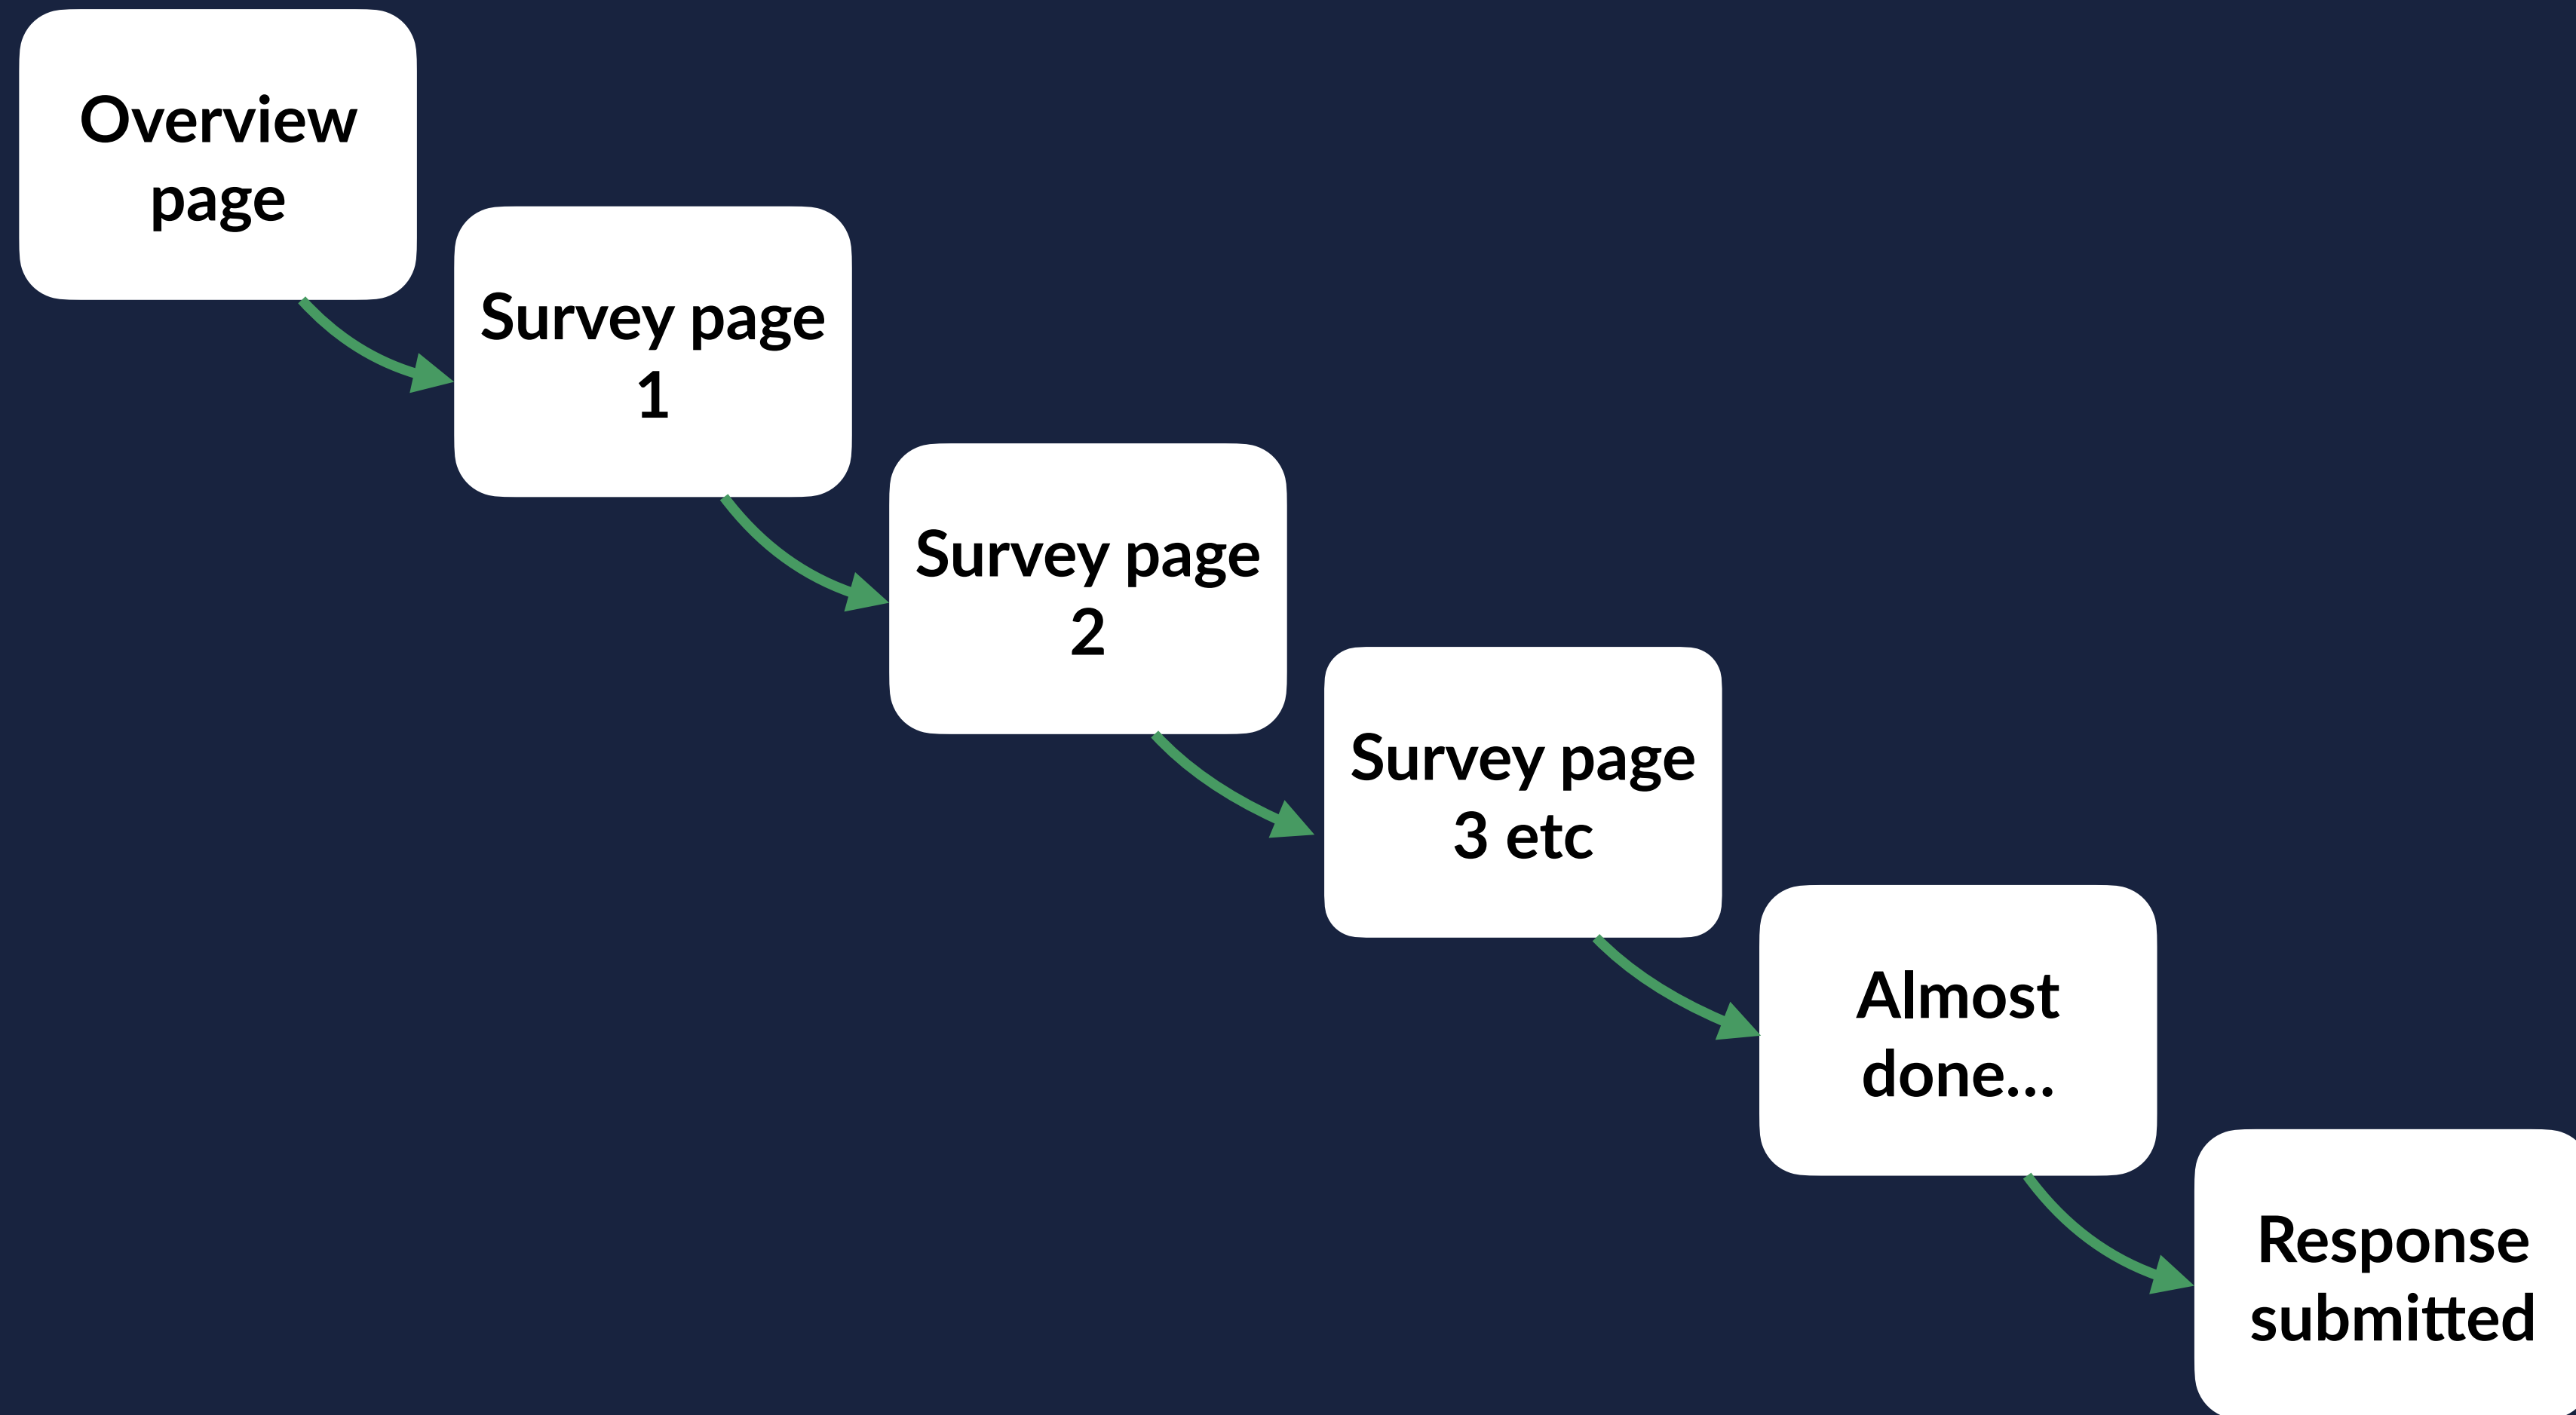 Overview
page
Survey page
1
Survey page
2
Survey page
3 etc
Almost
done...
Response
submitted